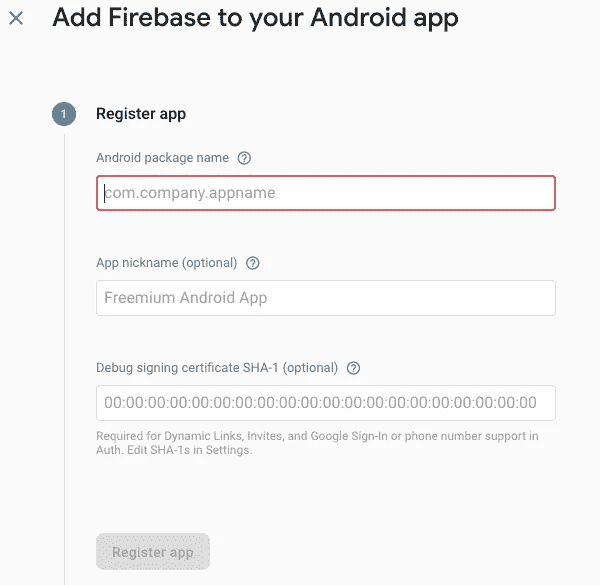 Add Firebase to your Android app
1 Register app
Android package name ?
com.company.appname
App nickname (optional) ?
Freemium Android App
Debug signing certificate SHA-1 (optional) ?
00:00:00:00:00:00:00:00:00:00:00:00:00:00:00:00:00:00:00:00
Required for Dynamic Links, Invites, and Google Sign-In or phone number support in
Auth. Edit SHA-1s in Settings.
Register app